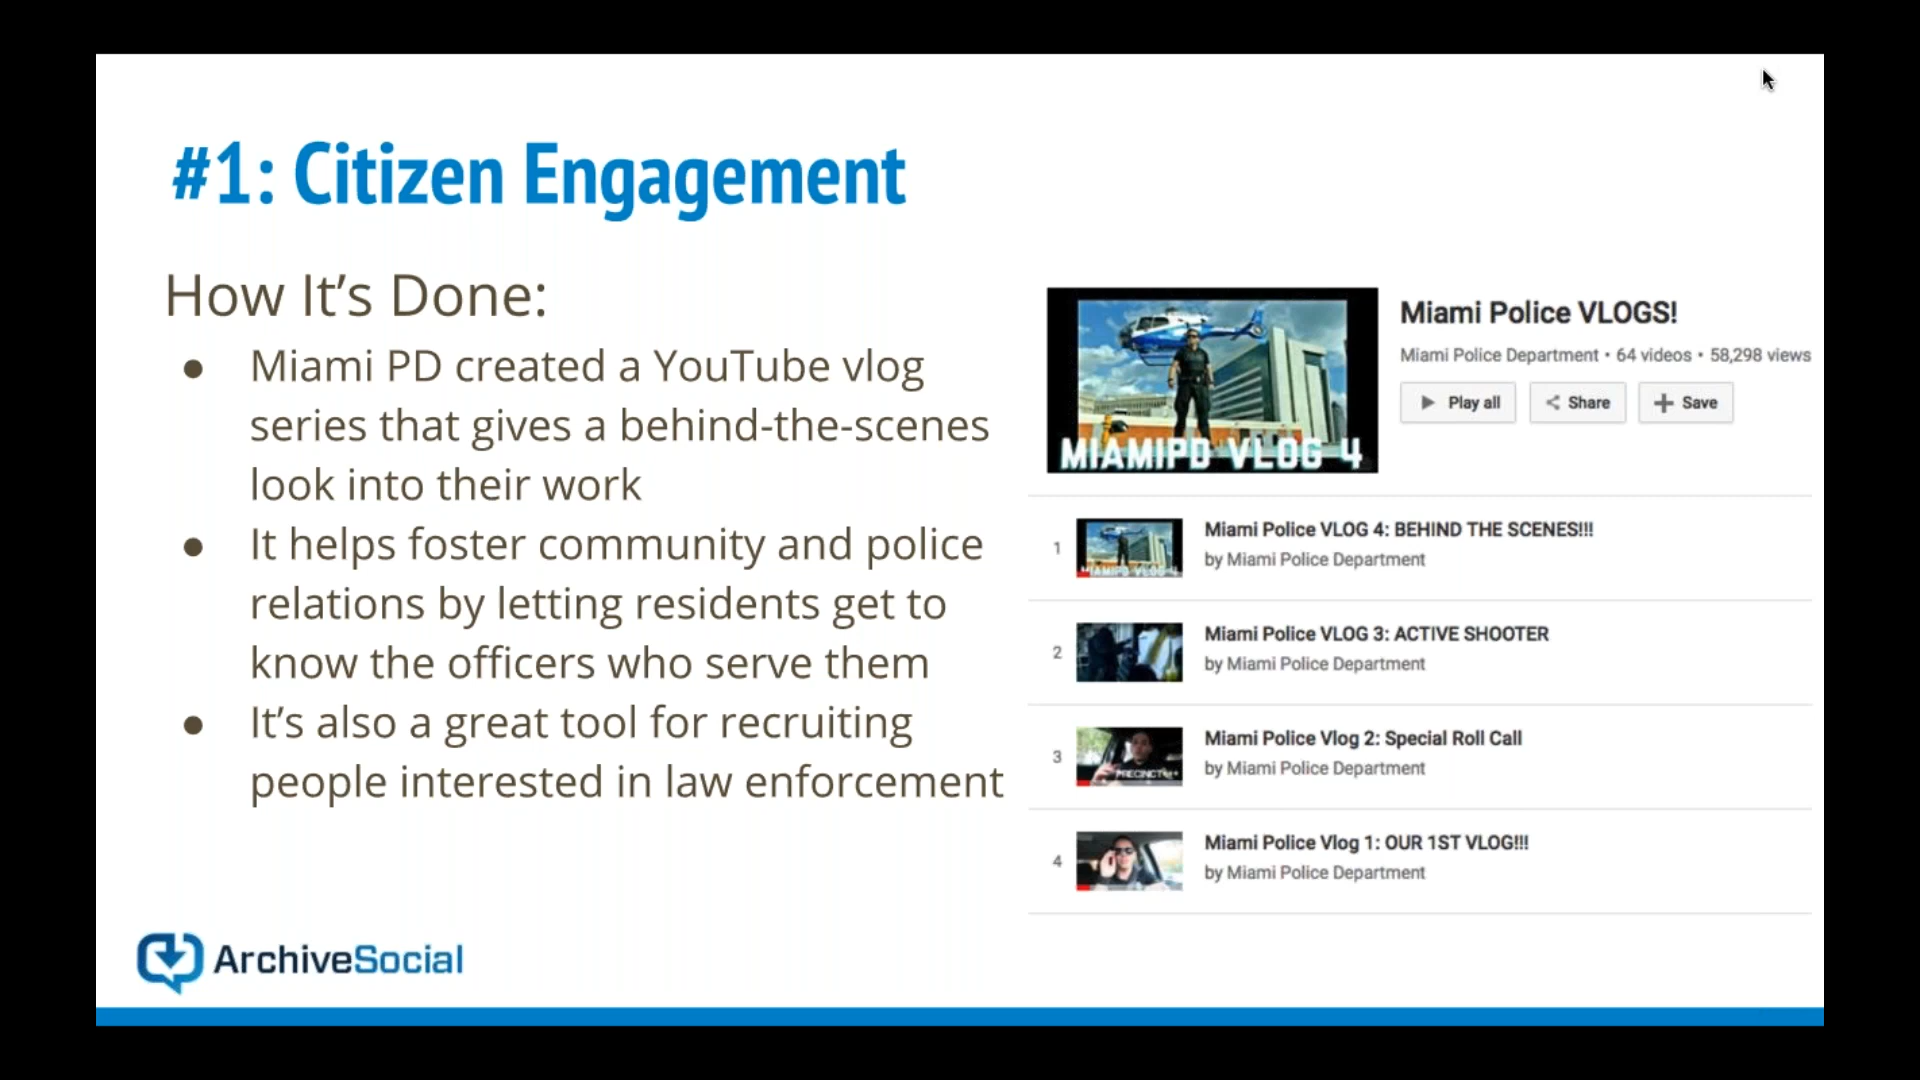 #1: Citizen Engagement
How It’s Done:
● Miami PD created a YouTube vlog
series that gives a behind-the-scenes
look into their work
● It helps foster community and police
relations by letting residents get to
know the officers who serve them
● It’s also a great tool for recruiting
people interested in law enforcement
MIAMIPD VLOG 4
Miami Police VLOGS!
Miami Police Department • 64 videos • 58,298 views
Play all Share Save
1
MIAMIPD VLOG 4
Miami Police VLOG 4: BEHIND THE SCENES!!!
by Miami Police Department
2
Miami Police VLOG 3: ACTIVE SHOOTER
by Miami Police Department
3
Miami Police Vlog 2: Special Roll Call
by Miami Police Department
4
Miami Police Vlog 1: OUR 1ST VLOG!!!
by Miami Police Department
ArchiveSocial